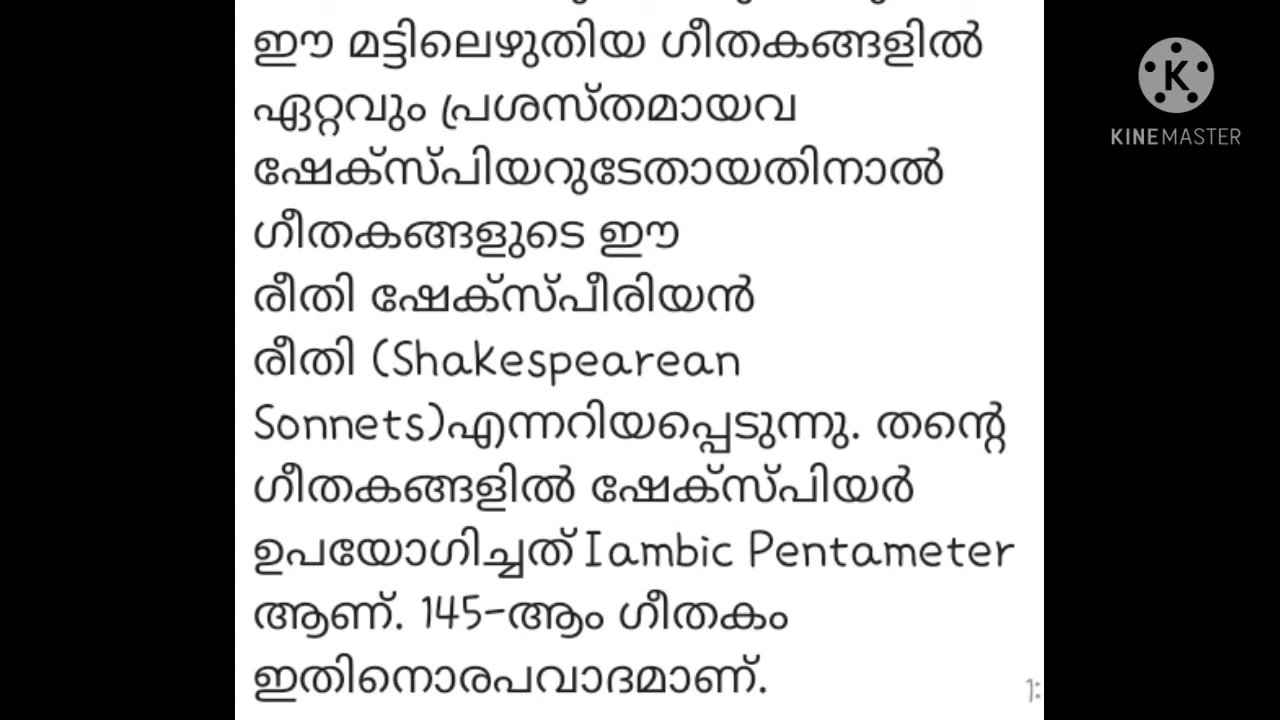 ഈ മട്ടിലെഴുതിയ ഗീതകങ്ങളിൽ
ഏറ്റവും പ്രശസ്തമായവ
ഷേക്സ്പിയറുടേതായതിനാൽ
ഗീതകങ്ങളുടെ ഈ
രീതി ഷേക്സ്പീരിയൻ
രീതി (Shakespearean
Sonnets)എന്നറിയപ്പെടുന്നു. തന്റെ
ഗീതകങ്ങളിൽ ഷേക്സ്പിയർ
ഉപയോഗിച്ചത് Iambic Pentameter
ആണ്. 145-ആം ഗീതകം
ഇതിനൊരപവാദമാണ്.
K
KINEMASTER